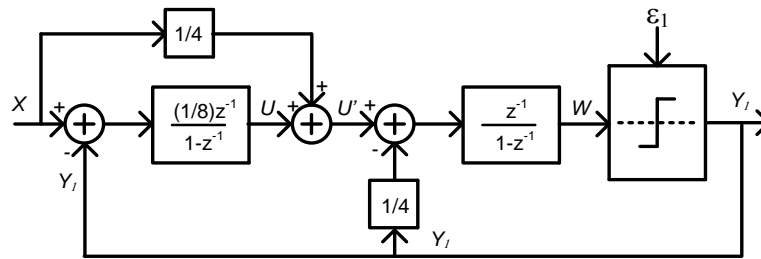 ε1
1/4
X
+
-
Y1
(1/8)z-1
1-z-1
U
+
+
U'
+
-
1/4
z-1
1-z-1
W
Y1
Y1